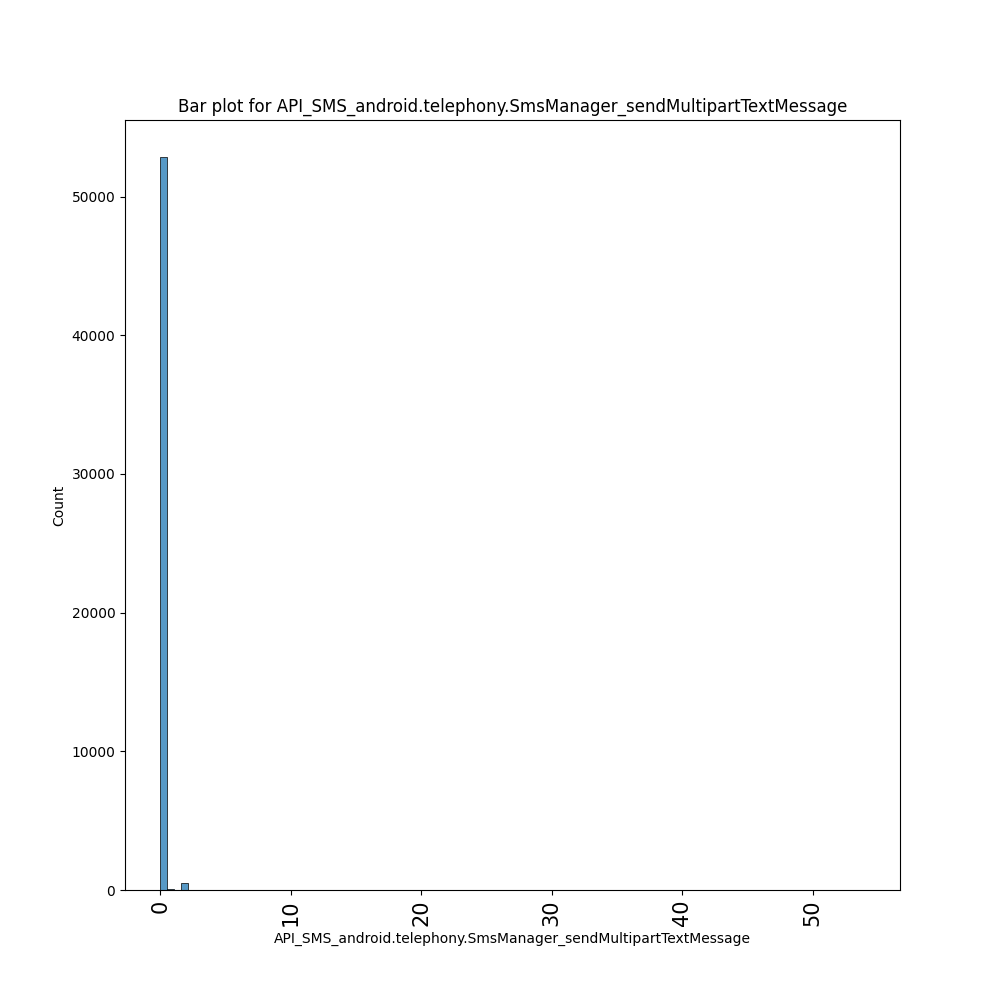 Bar plot for API_SMS_android.telephony.SmsManager_sendMultipartTextMessage
50000
40000
30000
20000
10000
0
Count
0 10 20 30 40 50
API_SMS_android.telephony.SmsManager_sendMultipartTextMessage